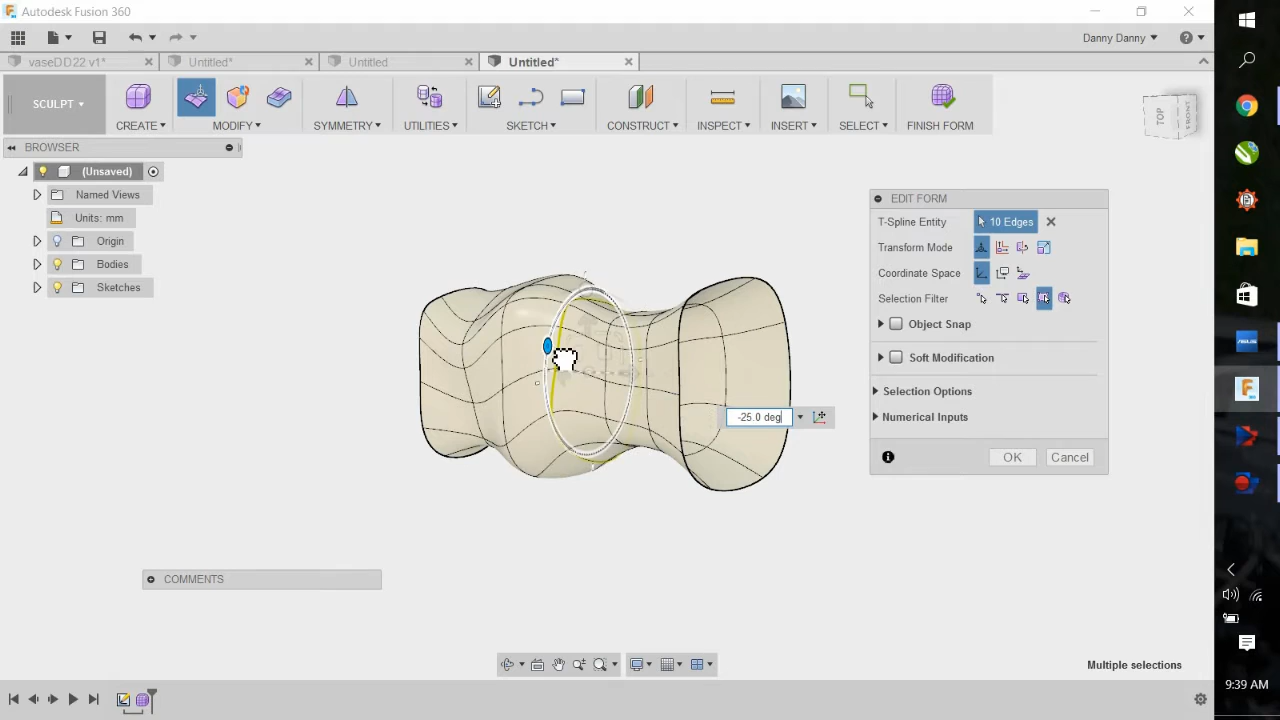 Autodesk Fusion 360
Danny Danny
vaseDD22 v1*
Untitled*
Untitled
Untitled*
SCULPT
CREATE
MODIFY
SYMMETRY
UTILITIES
SKETCH
CONSTRUCT
INSPECT
INSERT
SELECT
FINISH FORM
TOP
FRONT
BROWSER
(Unsaved)
Named Views
Units: mm
Origin
Bodies
Sketches
EDIT FORM
T-Spline Entity
10 Edges
Transform Mode
Coordinate Space
Selection Filter
Object Snap
Soft Modification
Selection Options
Numerical Inputs
OK
Cancel
-25.0 deg
COMMENTS
Multiple selections
9:39 AM